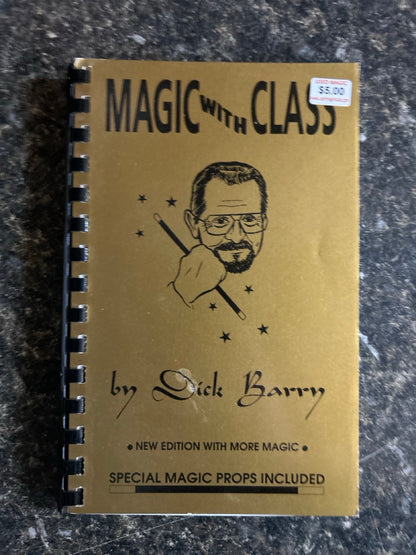 USED MAGIC
$5.00
MAGIC WITH CLASS
by Dick Barry
• NEW EDITION WITH MORE MAGIC •
SPECIAL MAGIC PROPS INCLUDED